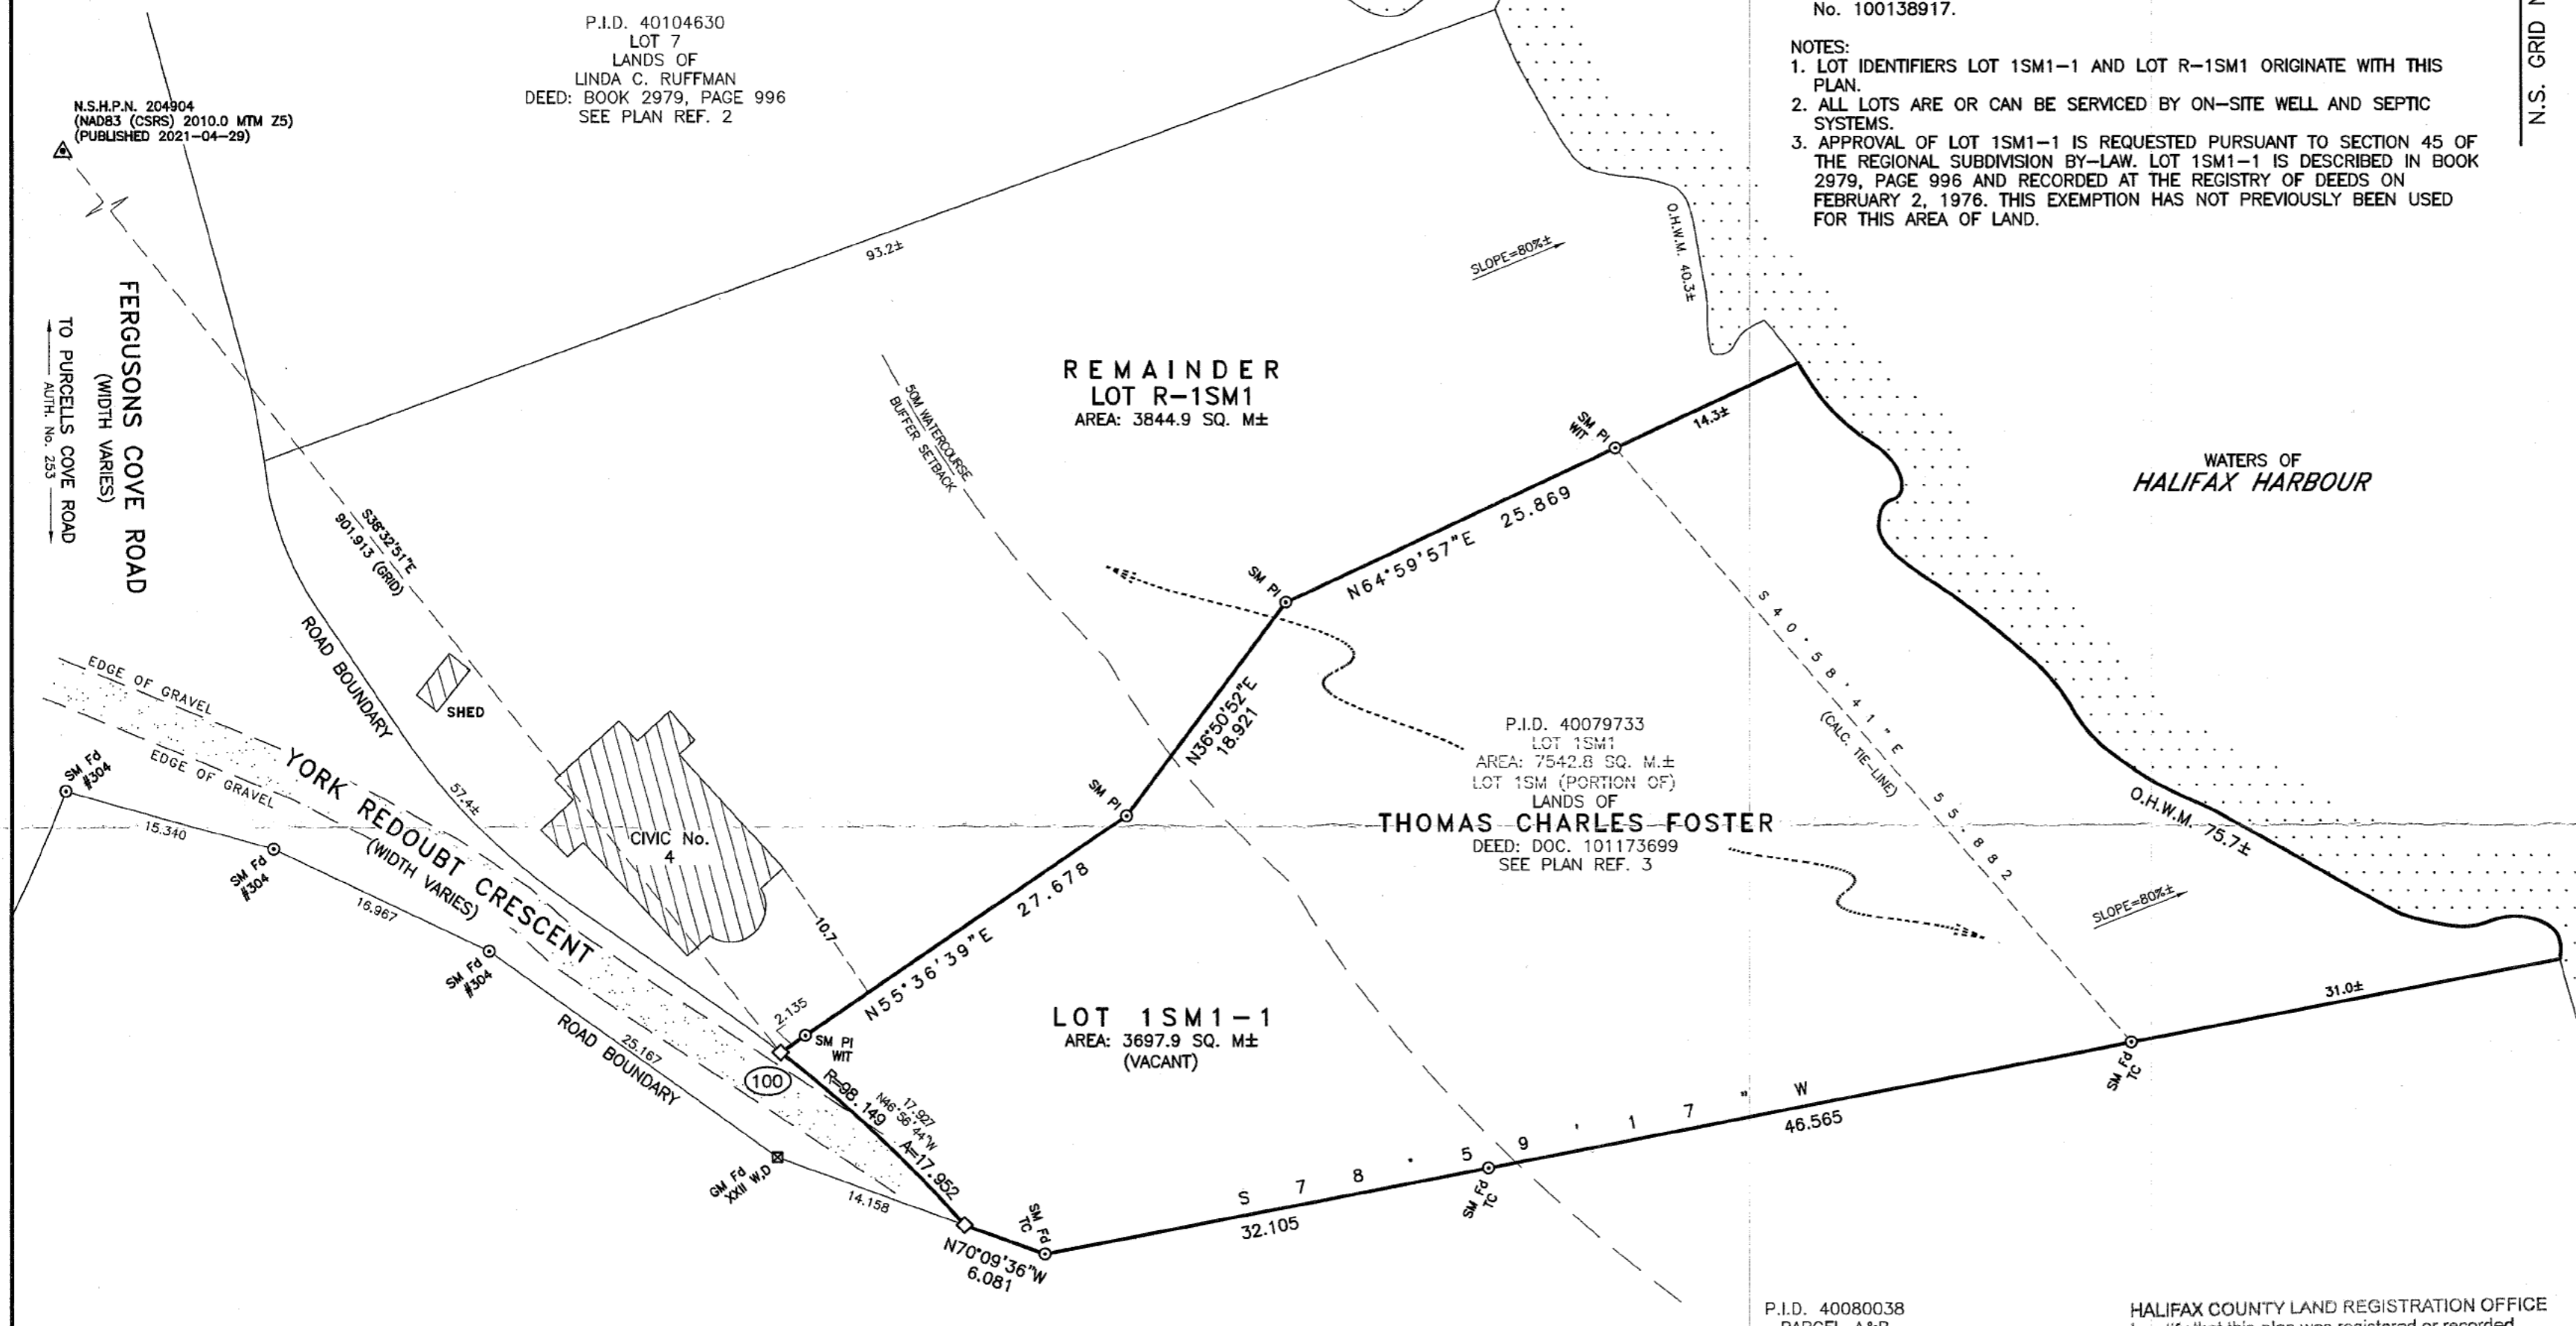 P.I.D. 40104630
LOT 7
LANDS OF
LINDA C. RUFFMAN
DEED: BOOK 2979, PAGE 996
SEE PLAN REF. 2
No. 100138917.
NOTES:
1. LOT IDENTIFIERS LOT 1SM1-1 AND LOT R-1SM1 ORIGINATE WITH THIS
PLAN.
2. ALL LOTS ARE OR CAN BE SERVICED BY ON-SITE WELL AND SEPTIC
SYSTEMS.
3. APPROVAL OF LOT 1SM1-1 IS REQUESTED PURSUANT TO SECTION 45 OF
THE REGIONAL SUBDIVISION BY-LAW. LOT 1SM1-1 IS DESCRIBED IN BOOK
2979, PAGE 996 AND RECORDED AT THE REGISTRY OF DEEDS ON
FEBRUARY 2, 1976. THIS EXEMPTION HAS NOT PREVIOUSLY BEEN USED
FOR THIS AREA OF LAND.
N.S. GRID
N.S.H.P.N. 204904
(NAD83 (CSRS) 2010.0 MTM Z5)
(PUBLISHED 2021-04-29)
93.2±
SLOPE=80%±
O.H.W.M. 40.3±
FERGUSONS COVE ROAD
(WIDTH VARIES)
TO PURCELLS COVE ROAD
AUTH. No. 253
REMAINDER
LOT R-1SM1
AREA: 3844.9 SQ. M±
50M WATERCOURSE
BUFFER SETBACK
SM PI
WIT
14.3±
WATERS OF
HALIFAX HARBOUR
S38°32'51"E
901.913 (GRID)
N64°59'57"E 25.869
SM PI
ROAD BOUNDARY
SHED
S40°58'41"E 55.882
(CALC. TIE-LINE)
N36°50'52"E
18.921
P.I.D. 40079733
LOT 1SM1
AREA: 7542.8 SQ. M.±
LOT 1SM (PORTION OF)
LANDS OF
THOMAS CHARLES FOSTER
DEED: DOC. 101173699
SEE PLAN REF. 3
EDGE OF GRAVEL
EDGE OF GRAVEL
YORK REDOUBT CRESCENT
(WIDTH VARIES)
57.4±
SM Fd
#304
15.340
SM Fd
#304
16.967
SM Fd
#304
CIVIC No.
4
SM PI
O.H.W.M. 75.7±
SLOPE=80%±
10.7
N55°36'39"E 27.678
2.135
SM PI
WIT
LOT 1SM1-1
AREA: 3697.9 SQ. M±
(VACANT)
31.0±
SM Fd
TC
25.167
ROAD BOUNDARY
100
R=98.149 A=17.952
17.927
N46°56'44"W
S78°59'17"W
46.565
SM Fd
TC
32.105
GM Fd
XXII W,D
14.158
SM Fd
TC
N70°09'36"W
6.081
P.I.D. 40080038
HALIFAX COUNTY LAND REGISTRATION OFFICE
that this plan was registered or recorded